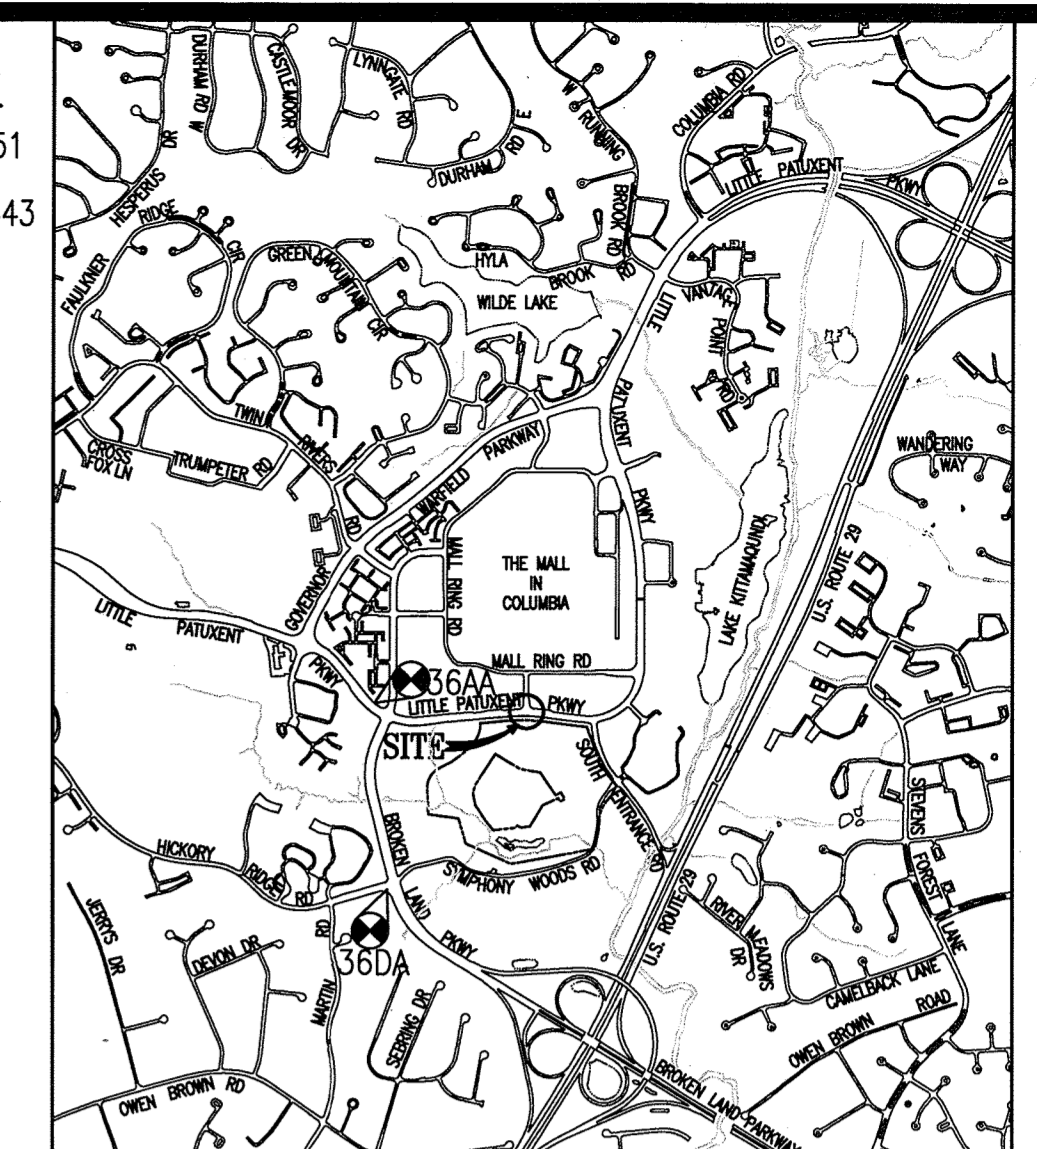 51
43
DURHAM RD W
CASTLE MOOR DR
LYNNGATE RD
W RUNNING
BROOK RD
COLUMBIA RD
LITTLE PATUXENT PKWY
HESPERUS DR
DURHAM RD E
FAULKNER RIDGE CIR
GREEN MOUNTAIN CIR
HYLA BROOK RD
WILDE LAKE
VANTAGE POINT RD
LITTLE PATUXENT PKWY
TWIN RIVERS RD
CROSS FOX LN
TRUMPETER RD
WARFIELD PARKWAY
WANDERING WAY
GOVERNOR
MALL RING RD
THE MALL
IN
COLUMBIA
LAKE KITTAMAQUNDI
U.S. ROUTE 29
LITTLE PATUXENT PKWY
MALL RING RD
36AA
LITTLE PATUXENT PKWY
SITE
SOUTH ENTRANCE RD
STEVENS FOREST LANE
HICKORY RIDGE RD
BROKEN LAND PKWY
SYMPHONY WOODS RD
U.S. ROUTE 29
RIVER MEADOWS DR
JERRYS DR
DEVON DR
36DA
MARTIN RD
SEBRING DR
CAMELBACK LANE
OWEN BROWN ROAD
OWEN BROWN RD
BROKEN LAND PARKWAY